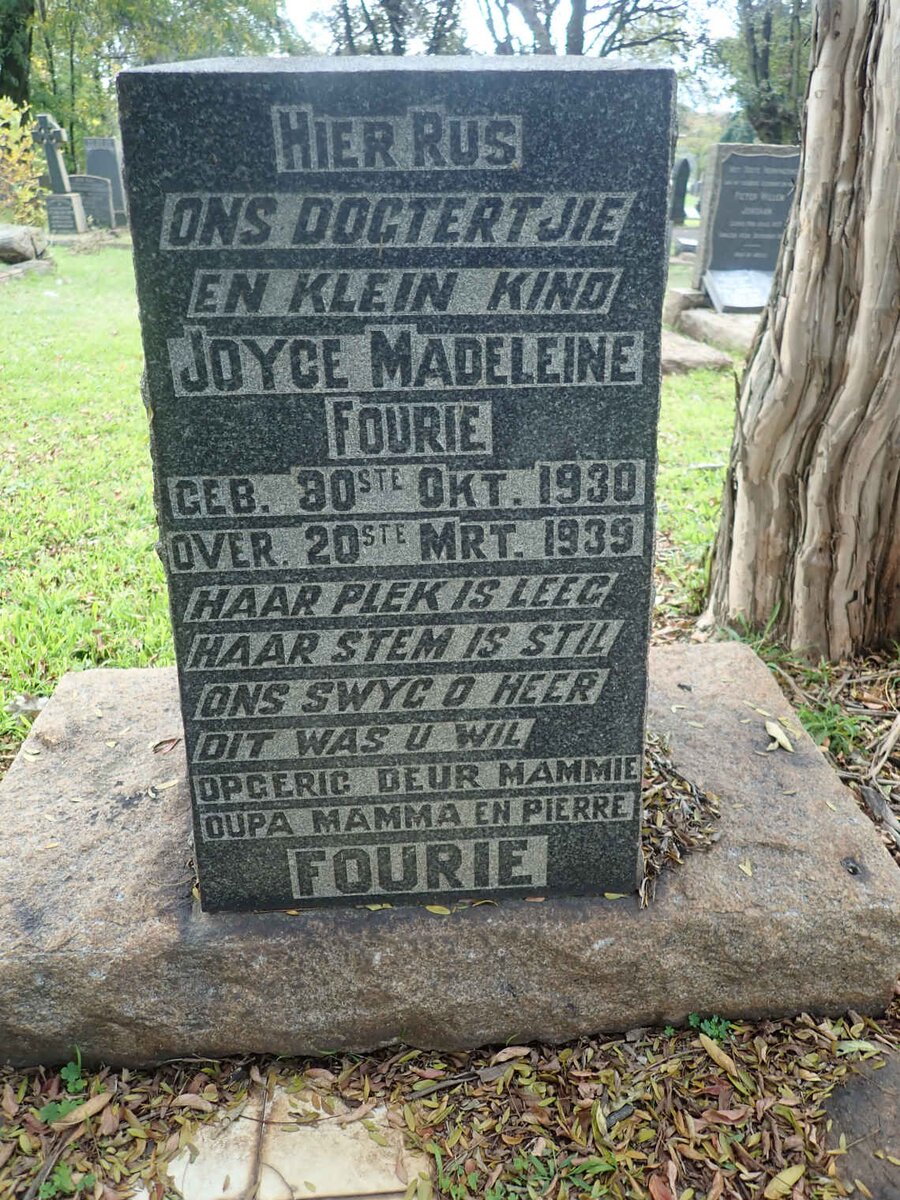 HIER RUS
ONS DOGTERTJIE
EN KLEIN KIND
JOYCE MADELEINE
FOURIE
GEB. 30STE OKT. 1930
OVER. 20STE MRT. 1939
HAAR PLEK IS LEEG
HAAR STEM IS STIL
ONS SWYG O HEER
DIT WAS U WIL
OPGERIG DEUR MAMMIE
OUPA MAMMA EN PIERRE
FOURIE